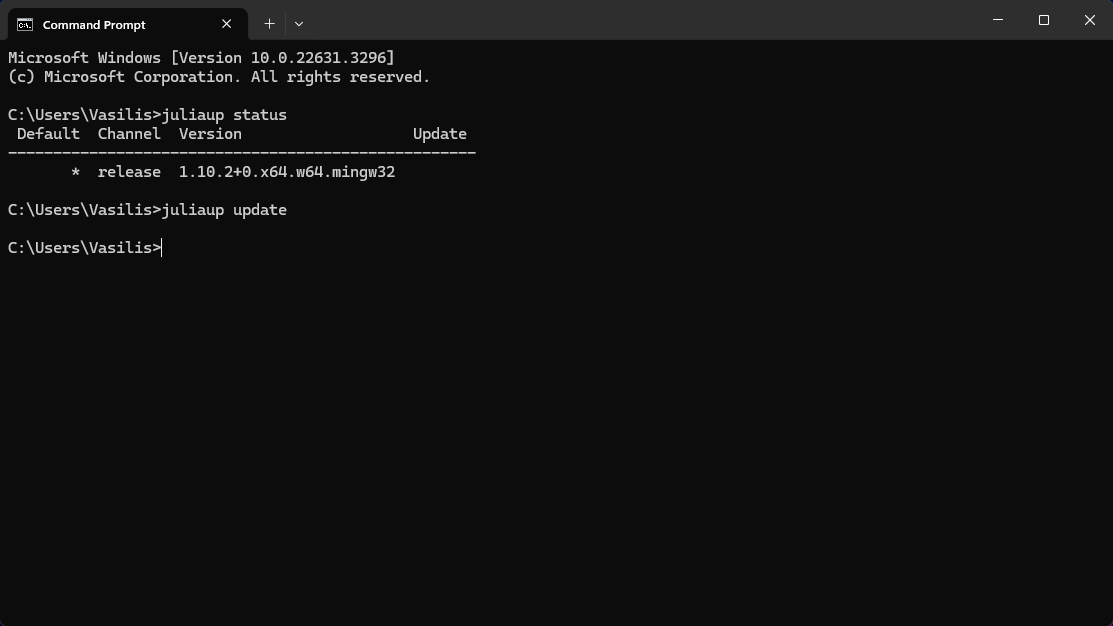 Command Prompt
Microsoft Windows [Version 10.0.22631.3296]
(c) Microsoft Corporation. All rights reserved.
C:\Users\Vasilis>juliaup status
Default  Channel  Version                   Update
----------------------------------------------------
*  release  1.10.2+0.x64.w64.mingw32
C:\Users\Vasilis>juliaup update
C:\Users\Vasilis>